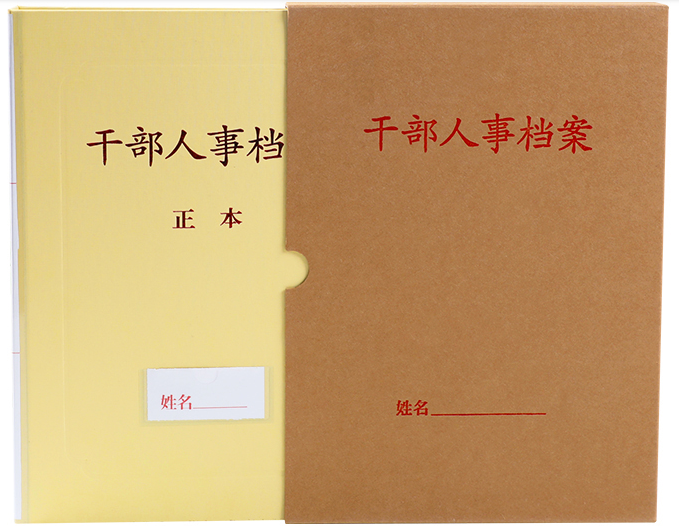 干部人事档
正 本
姓名
干部人事档案
姓名